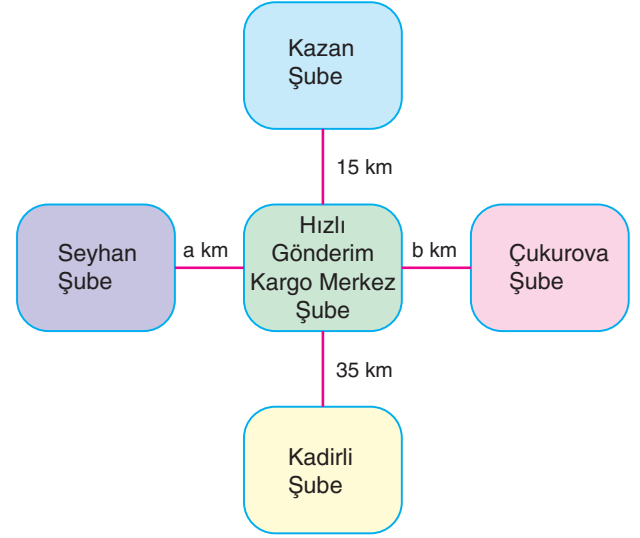 Kazan
Şube
15 km
Seyhan
Şube
a km
Hızlı
Gönderim
Kargo Merkez
Şube
b km
Çukurova
Şube
35 km
Kadirli
Şube